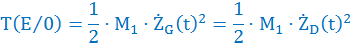 T(E/0) = 1/2 · M₁ · Ż_G(t)² = 1/2 · M₁ · Ż_D(t)²